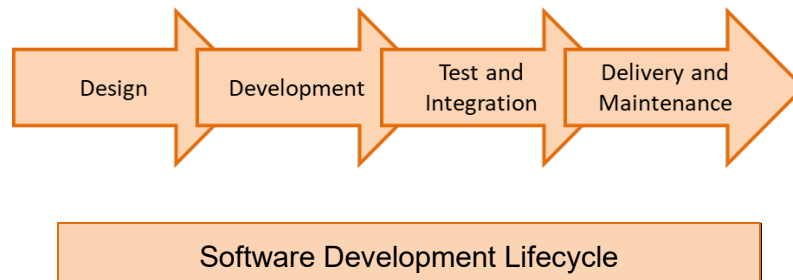 Design
Development
Test and
Integration
Delivery and
Maintenance
Software Development Lifecycle